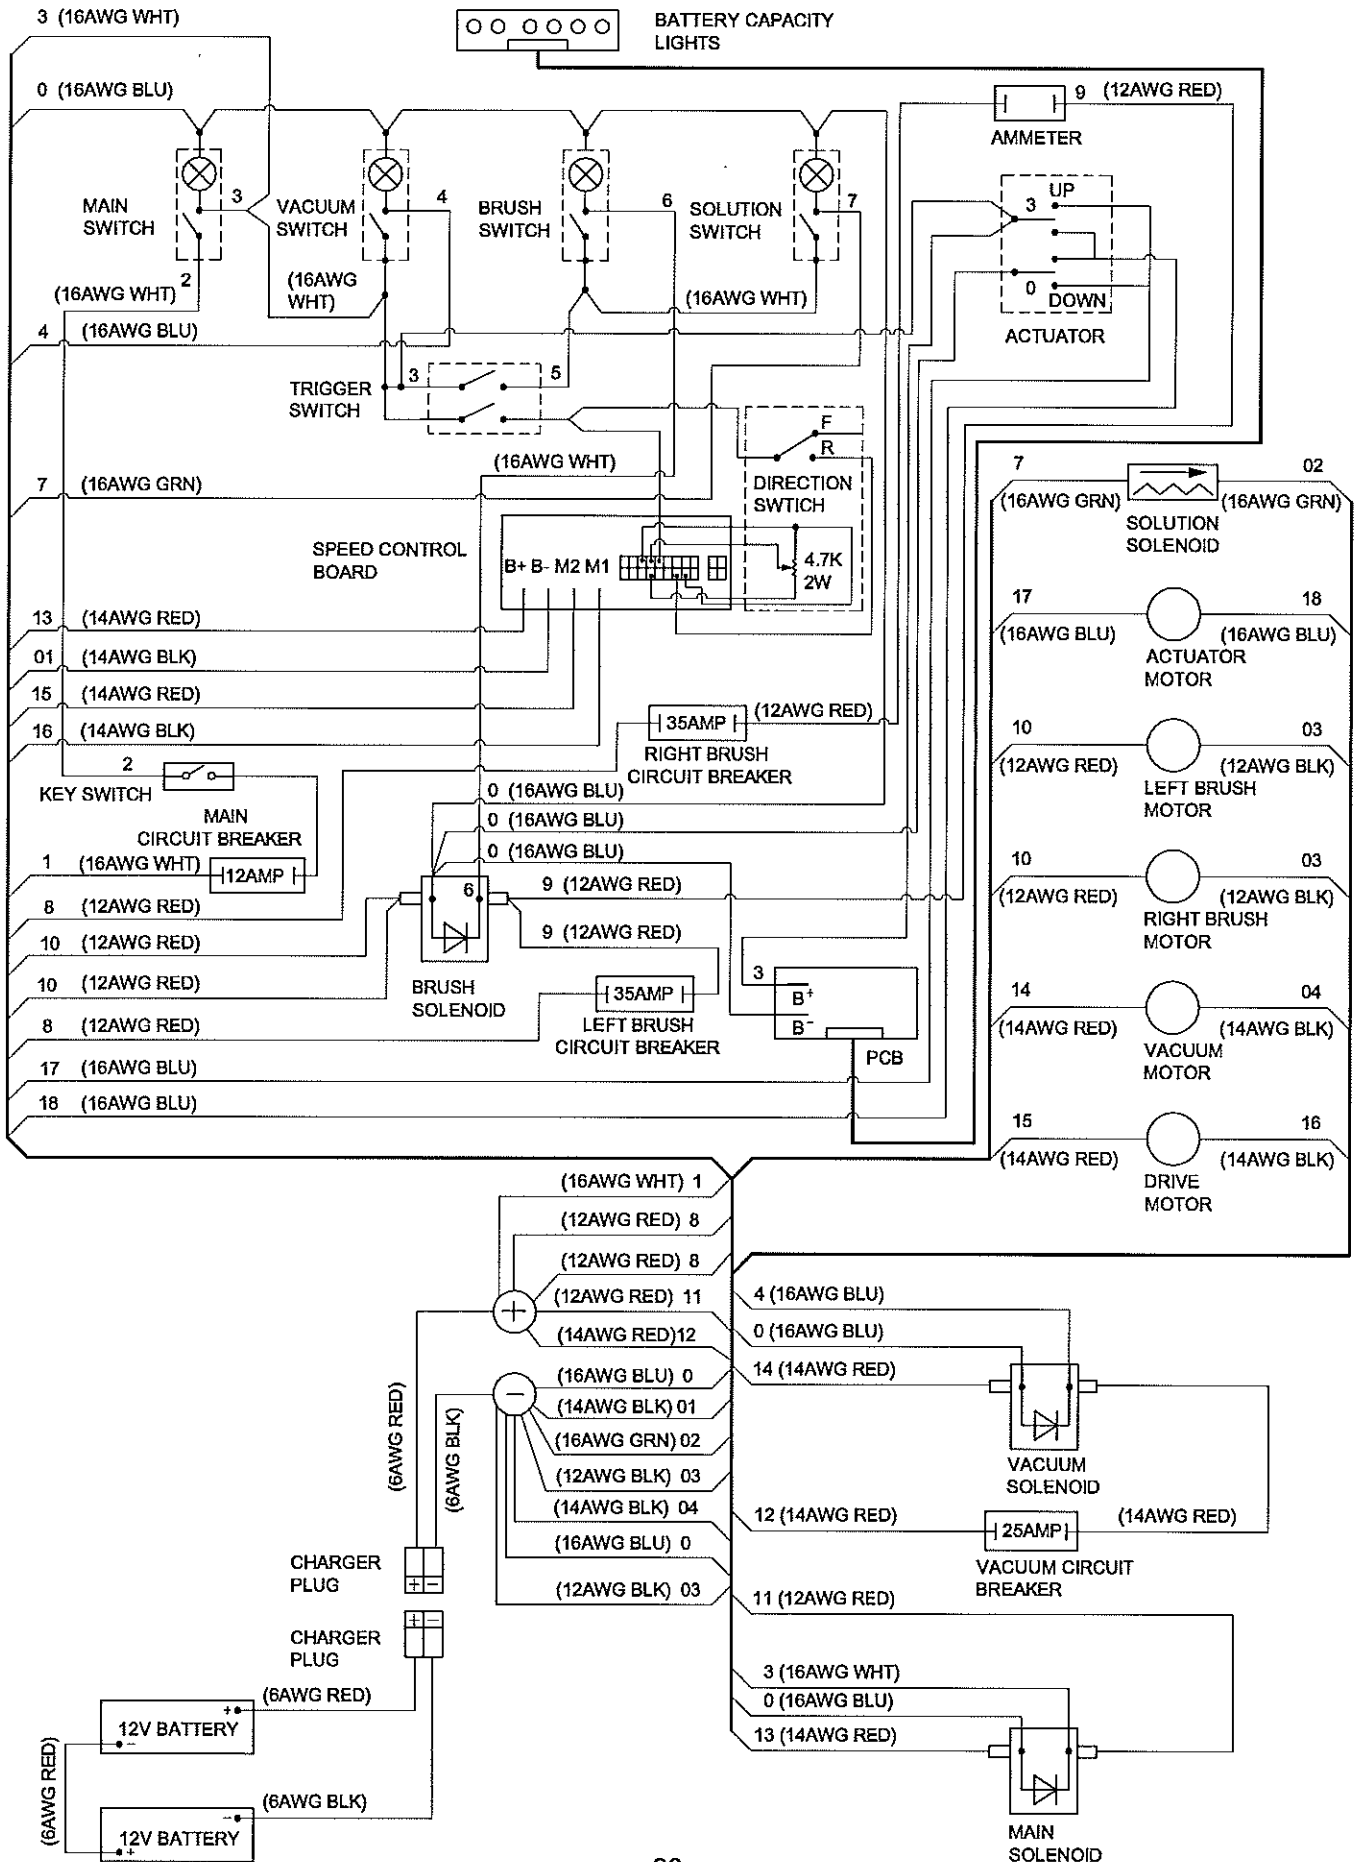 3 (16AWG WHT)
BATTERY CAPACITY
LIGHTS
0 (16AWG BLU)
9 (12AWG RED)
AMMETER
MAIN
SWITCH
3
VACUUM
SWITCH
4
BRUSH
SWITCH
6
SOLUTION
SWITCH
7
UP
3
0
DOWN
ACTUATOR
2
(16AWG WHT)
(16AWG
WHT)
(16AWG WHT)
4 (16AWG BLU)
TRIGGER
SWITCH
3
5
F
R
DIRECTION
SWTICH
(16AWG WHT)
7 (16AWG GRN)
7
(16AWG GRN)
02
(16AWG GRN)
SOLUTION
SOLENOID
SPEED CONTROL
BOARD
B+ B- M2 M1
4.7K
2W
13 (14AWG RED)
01 (14AWG BLK)
15 (14AWG RED)
16 (14AWG BLK)
17
(16AWG BLU)
18
(16AWG BLU)
ACTUATOR
MOTOR
35AMP
(12AWG RED)
RIGHT BRUSH
CIRCUIT BREAKER
10
(12AWG RED)
03
(12AWG BLK)
LEFT BRUSH
MOTOR
2
KEY SWITCH
MAIN
CIRCUIT BREAKER
0 (16AWG BLU)
0 (16AWG BLU)
0 (16AWG BLU)
1 (16AWG WHT)
12AMP
6
9 (12AWG RED)
8 (12AWG RED)
10 (12AWG RED)
9 (12AWG RED)
10
(12AWG RED)
03
(12AWG BLK)
RIGHT BRUSH
MOTOR
10 (12AWG RED)
BRUSH
SOLENOID
35AMP
LEFT BRUSH
CIRCUIT BREAKER
8 (12AWG RED)
3
B+
B-
PCB
14
(14AWG RED)
04
(14AWG BLK)
VACUUM
MOTOR
17 (16AWG BLU)
18 (16AWG BLU)
15
(14AWG RED)
16
(14AWG BLK)
DRIVE
MOTOR
(16AWG WHT) 1
(12AWG RED) 8
(12AWG RED) 8
(12AWG RED) 11
(14AWG RED)12
+
4 (16AWG BLU)
0 (16AWG BLU)
14 (14AWG RED)
(16AWG BLU) 0
(14AWG BLK) 01
(16AWG GRN) 02
(12AWG BLK) 03
(14AWG BLK) 04
(16AWG BLU) 0
(12AWG BLK) 03
-
(6AWG RED)
(6AWG BLK)
VACUUM
SOLENOID
12 (14AWG RED)
25AMP
(14AWG RED)
VACUUM CIRCUIT
BREAKER
CHARGER
PLUG
+ -
11 (12AWG RED)
CHARGER
PLUG
+ -
3 (16AWG WHT)
0 (16AWG BLU)
13 (14AWG RED)
(6AWG RED)
+
12V BATTERY
-
(6AWG RED)
(6AWG BLK)
-
12V BATTERY
+
MAIN
SOLENOID